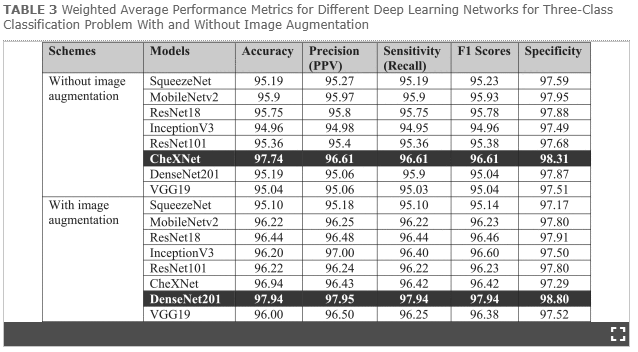 TABLE 3 Weighted Average Performance Metrics for Different Deep Learning Networks for Three-Class
Classification Problem With and Without Image Augmentation
Schemes Models Accuracy Precision (PPV) Sensitivity (Recall) F1 Scores Specificity
Without image augmentation SqueezeNet 95.19 95.27 95.19 95.23 97.59
MobileNetv2 95.9 95.97 95.9 95.93 97.95
ResNet18 95.75 95.8 95.75 95.78 97.88
InceptionV3 94.96 94.98 94.95 94.96 97.49
ResNet101 95.36 95.4 95.36 95.38 97.68
CheXNet 97.74 96.61 96.61 96.61 98.31
DenseNet201 95.19 95.06 95.9 95.04 97.87
VGG19 95.04 95.06 95.03 95.04 97.51
With image augmentation SqueezeNet 95.10 95.18 95.10 95.14 97.17
MobileNetv2 96.22 96.25 96.22 96.23 97.80
ResNet18 96.44 96.48 96.44 96.46 97.91
InceptionV3 96.20 97.00 96.40 96.60 97.50
ResNet101 96.22 96.24 96.22 96.23 97.80
CheXNet 96.94 96.43 96.42 96.42 97.29
DenseNet201 97.94 97.95 97.94 97.94 98.80
VGG19 96.00 96.50 96.25 96.38 97.52